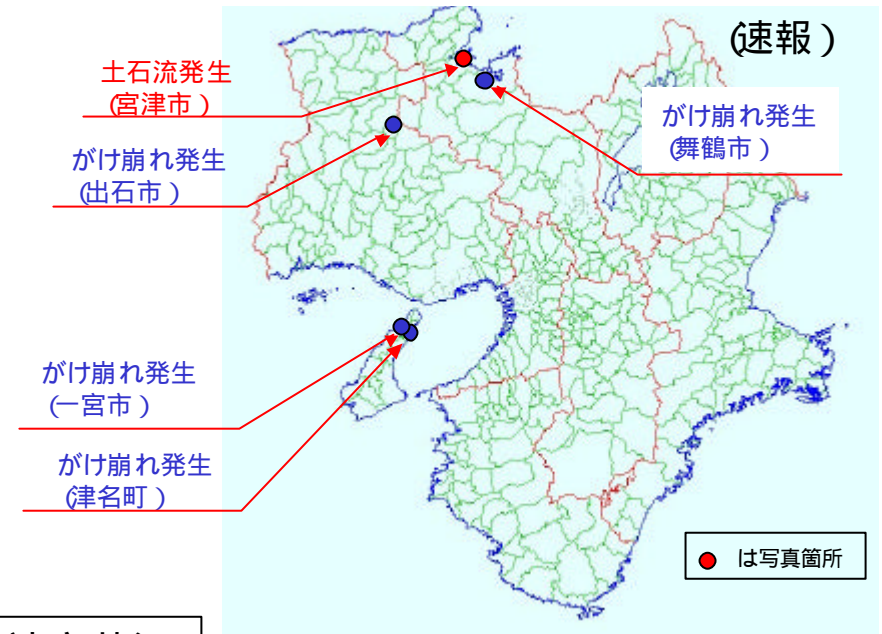 (速報)
土石流発生
(宮津市)
がけ崩れ発生
(舞鶴市)
がけ崩れ発生
(出石市)
がけ崩れ発生
(一宮市)
がけ崩れ発生
(津名町)
は写真箇所